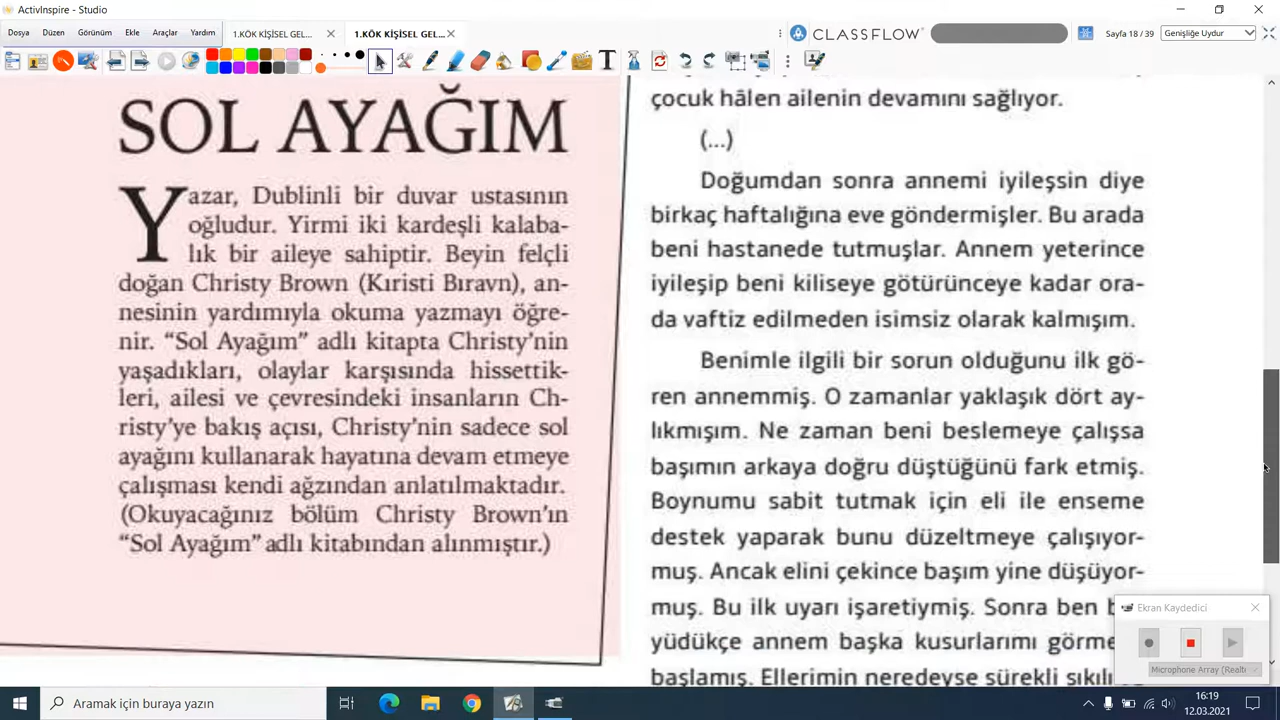 ActivInspire - Studio
Dosya Düzen Görünüm Ekle Araçlar Yardım
1.KÖK KİŞİSEL GEL...
1.KÖK KİŞİSEL GEL...
CLASSFLOW
Sayfa 18 / 39
Genişliğe Uydur
SOL AYAĞIM
Yazar, Dublinli bir duvar ustasının
oğludur. Yirmi iki kardeşli kalaba-
lık bir aileye sahiptir. Beyin felçli
doğan Christy Brown (Kıristi Bıravn), an-
nesinin yardımıyla okuma yazmayı öğre-
nir. “Sol Ayağım” adlı kitapta Christy’nin
yaşadıkları, olaylar karşısında hissettik-
leri, ailesi ve çevresindeki insanların Ch-
risty’ye bakış açısı, Christy’nin sadece sol
ayağını kullanarak hayatına devam etmeye
çalışması kendi ağzından anlatılmaktadır.
(Okuyacağınız bölüm Christy Brown’ın
“Sol Ayağım” adlı kitabından alınmıştır.)
çocuk hâlen ailenin devamını sağlıyor.
(...)
Doğumdan sonra annemi iyileşsin diye
birkaç haftalığına eve göndermişler. Bu arada
beni hastanede tutmuşlar. Annem yeterince
iyileşip beni kiliseye götürünceye kadar ora-
da vaftiz edilmeden isimsiz olarak kalmışım.
Benimle ilgili bir sorun olduğunu ilk gö-
ren annemmiş. O zamanlar yaklaşık dört ay-
lıkmışım. Ne zaman beni beslemeye çalışsa
başımın arkaya doğru düştüğünü fark etmiş.
Boynumu sabit tutmak için eli ile enseme
destek yaparak bunu düzeltmeye çalışıyor-
muş. Ancak elini çekince başım yine düşüyor-
muş. Bu ilk uyarı işaretiymiş. Sonra ben
yüdükçe annem başka kusurlarımı
başlamış. Ellerimin neredeyse sürekli
Ekran Kaydedici
Microphone Array (Realt
Aramak için buraya yazın
16:19
12.03.2021